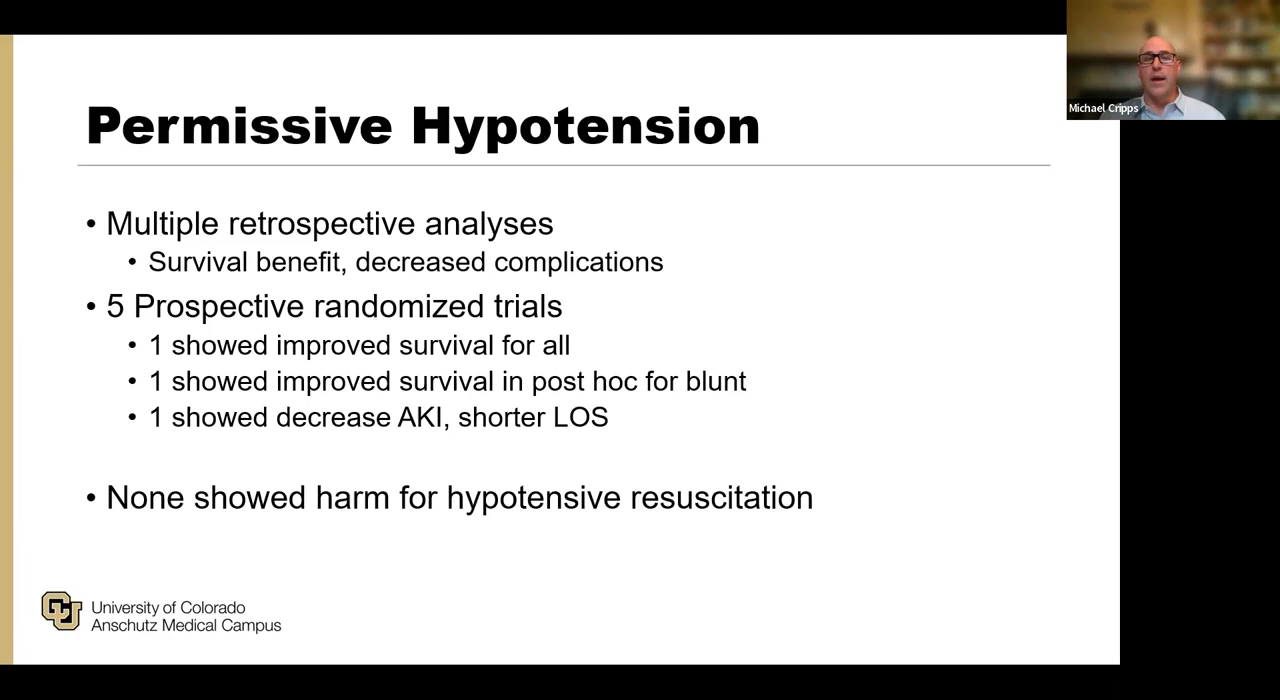 Michael Cripps
Permissive Hypotension
• Multiple retrospective analyses
• Survival benefit, decreased complications
• 5 Prospective randomized trials
• 1 showed improved survival for all
• 1 showed improved survival in post hoc for blunt
• 1 showed decrease AKI, shorter LOS
• None showed harm for hypotensive resuscitation
CU
University of Colorado
Anschutz Medical Campus